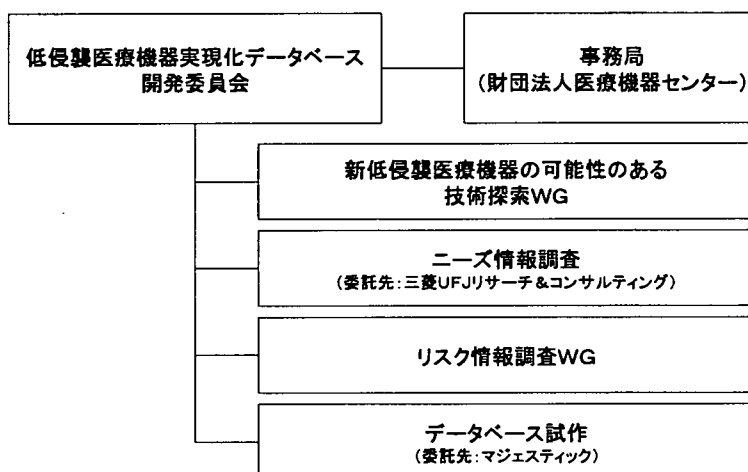 低侵襲医療機器実現化データベース
開発委員会
事務局
(財団法人医療機器センター)
新低侵襲医療機器の可能性のある
技術探索WG
ニーズ情報調査
(委託先:三菱UFJリサーチ&コンサルティング)
リスク情報調査WG
データベース試作
(委託先:マジェスティック)